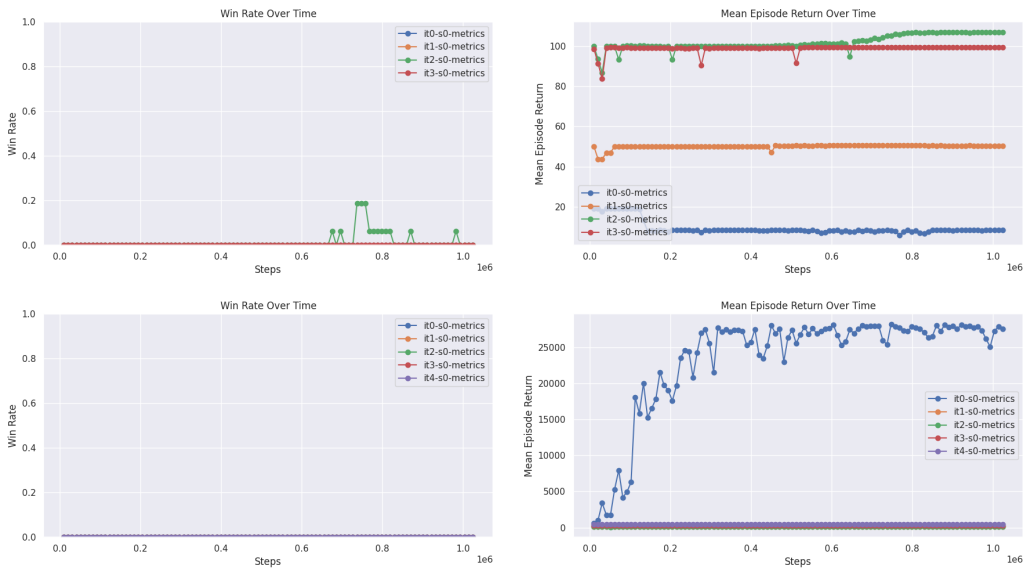 Win Rate Over Time
1.0
0.8
0.6
0.4
0.2
0.0
Win Rate
0.0 0.2 0.4 0.6 0.8 1.0
1e6
Steps
it0-s0-metrics
it1-s0-metrics
it2-s0-metrics
it3-s0-metrics
Mean Episode Return Over Time
100
80
60
40
20
Mean Episode Return
0.0 0.2 0.4 0.6 0.8 1.0
1e6
Steps
it0-s0-metrics
it1-s0-metrics
it2-s0-metrics
it3-s0-metrics
Win Rate Over Time
1.0
0.8
0.6
0.4
0.2
0.0
Win Rate
0.0 0.2 0.4 0.6 0.8 1.0
1e6
Steps
it0-s0-metrics
it1-s0-metrics
it2-s0-metrics
it3-s0-metrics
it4-s0-metrics
Mean Episode Return Over Time
25000
20000
15000
10000
5000
0
Mean Episode Return
0.0 0.2 0.4 0.6 0.8 1.0
1e6
Steps
it0-s0-metrics
it1-s0-metrics
it2-s0-metrics
it3-s0-metrics
it4-s0-metrics